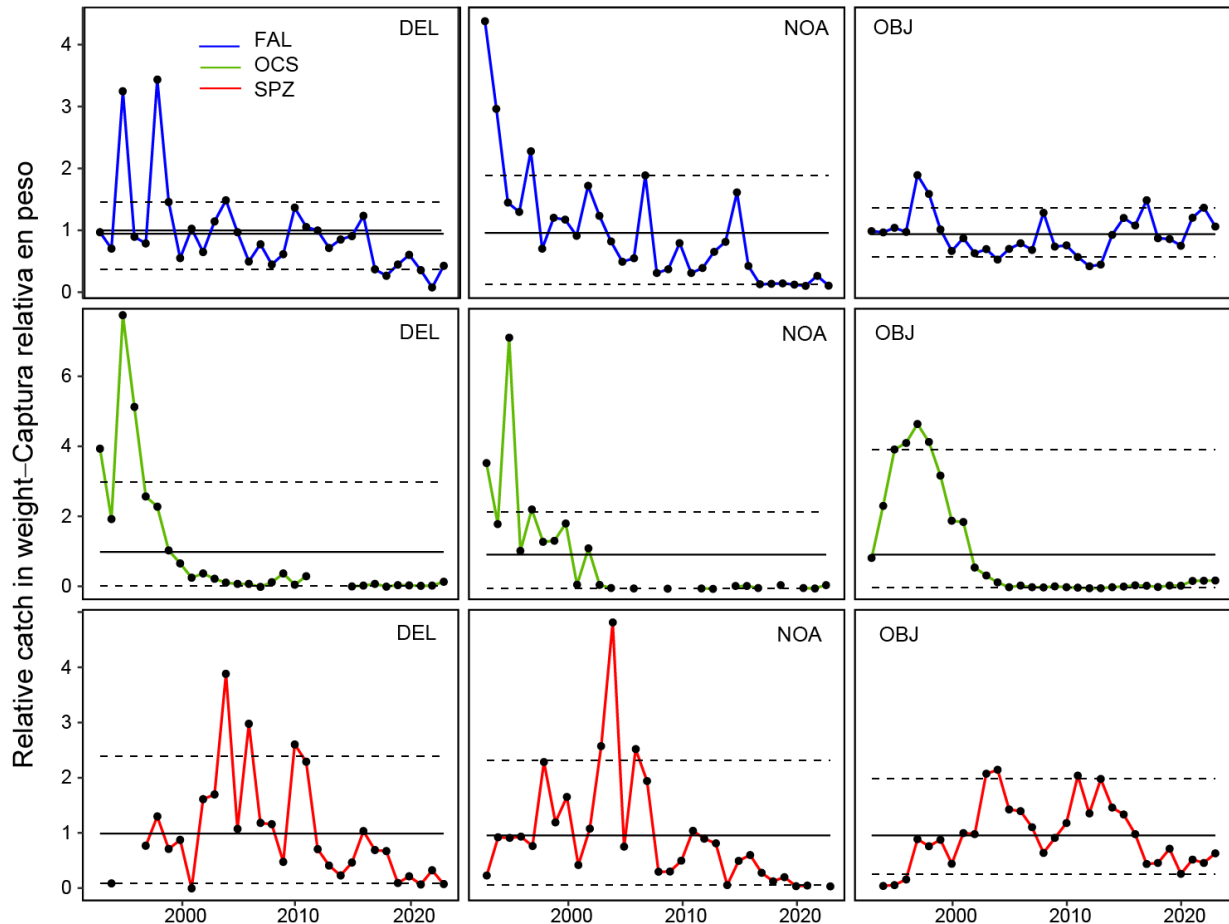 DEL
NOA
OBJ
FAL
OCS
SPZ
4
3
2
1
0
DEL
NOA
OBJ
6
4
2
0
DEL
NOA
OBJ
4
3
2
1
0
2000 2010 2020
2000 2010 2020
2000 2010 2020
Relative catch in weight–Captura relativa en peso